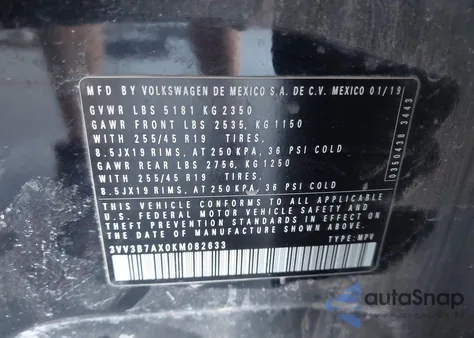 MFD BY VOLKSWAGEN DE MEXICO S.A. DE C.V. MEXICO 01/19
GVWR LBS 5181 KG 2350
GAWR FRONT LBS 2535, KG 1150
WITH 255/45 R19 TIRES,
8.5JX19 RIMS, AT 250 KPA, 36 PSI COLD
GAWR REAR LBS 2756, KG 1250
WITH 255/45 R19 TIRES,
8.5JX19 RIMS, AT 250 KPA, 36 PSI COLD
THIS VEHICLE CONFORMS TO ALL APPLICABLE
U.S. FEDERAL MOTOR VEHICLE SAFETY AND
THEFT PREVENTION STANDARDS IN EFFECT ON
THE DATE OF MANUFACTURE SHOWN ABOVE
3VV3B7AX0KM082633 TYPE: MPV
3350438 3443
autoSnap